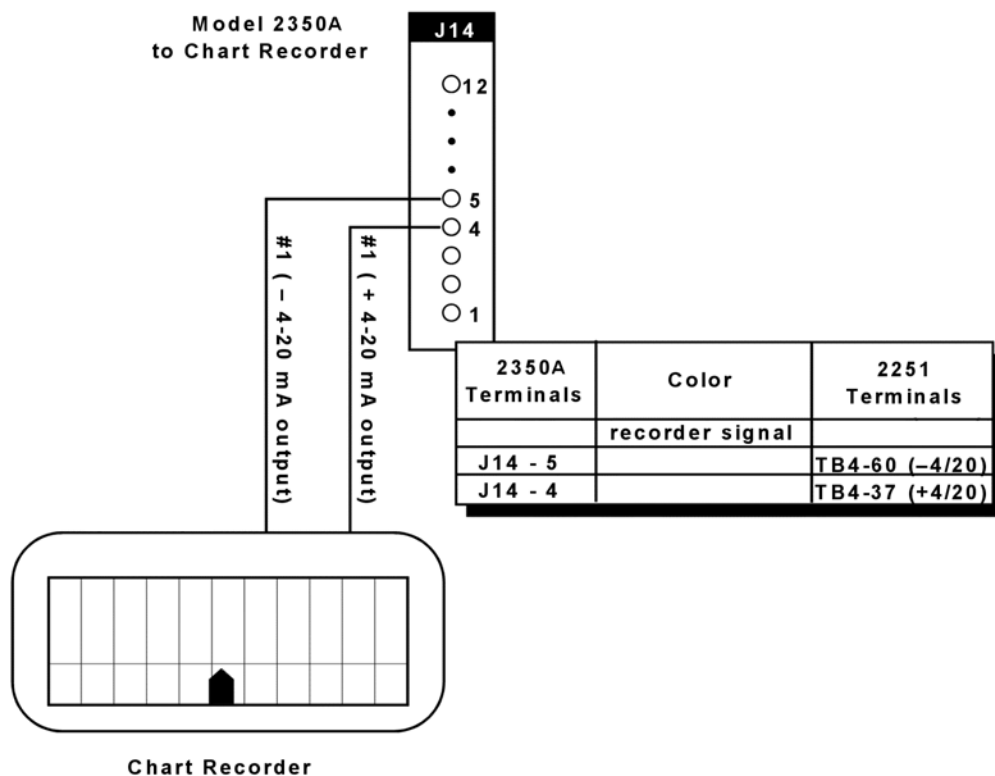 Model 2350A
to Chart Recorder
J14
12
5
4
1
#1 ( – 4-20 mA output)
#1 ( + 4-20 mA output)
2350A
Terminals
Color
2251
Terminals
recorder signal
J14 - 5
TB4-60 (–4/20)
J14 - 4
TB4-37 (+4/20)
Chart Recorder